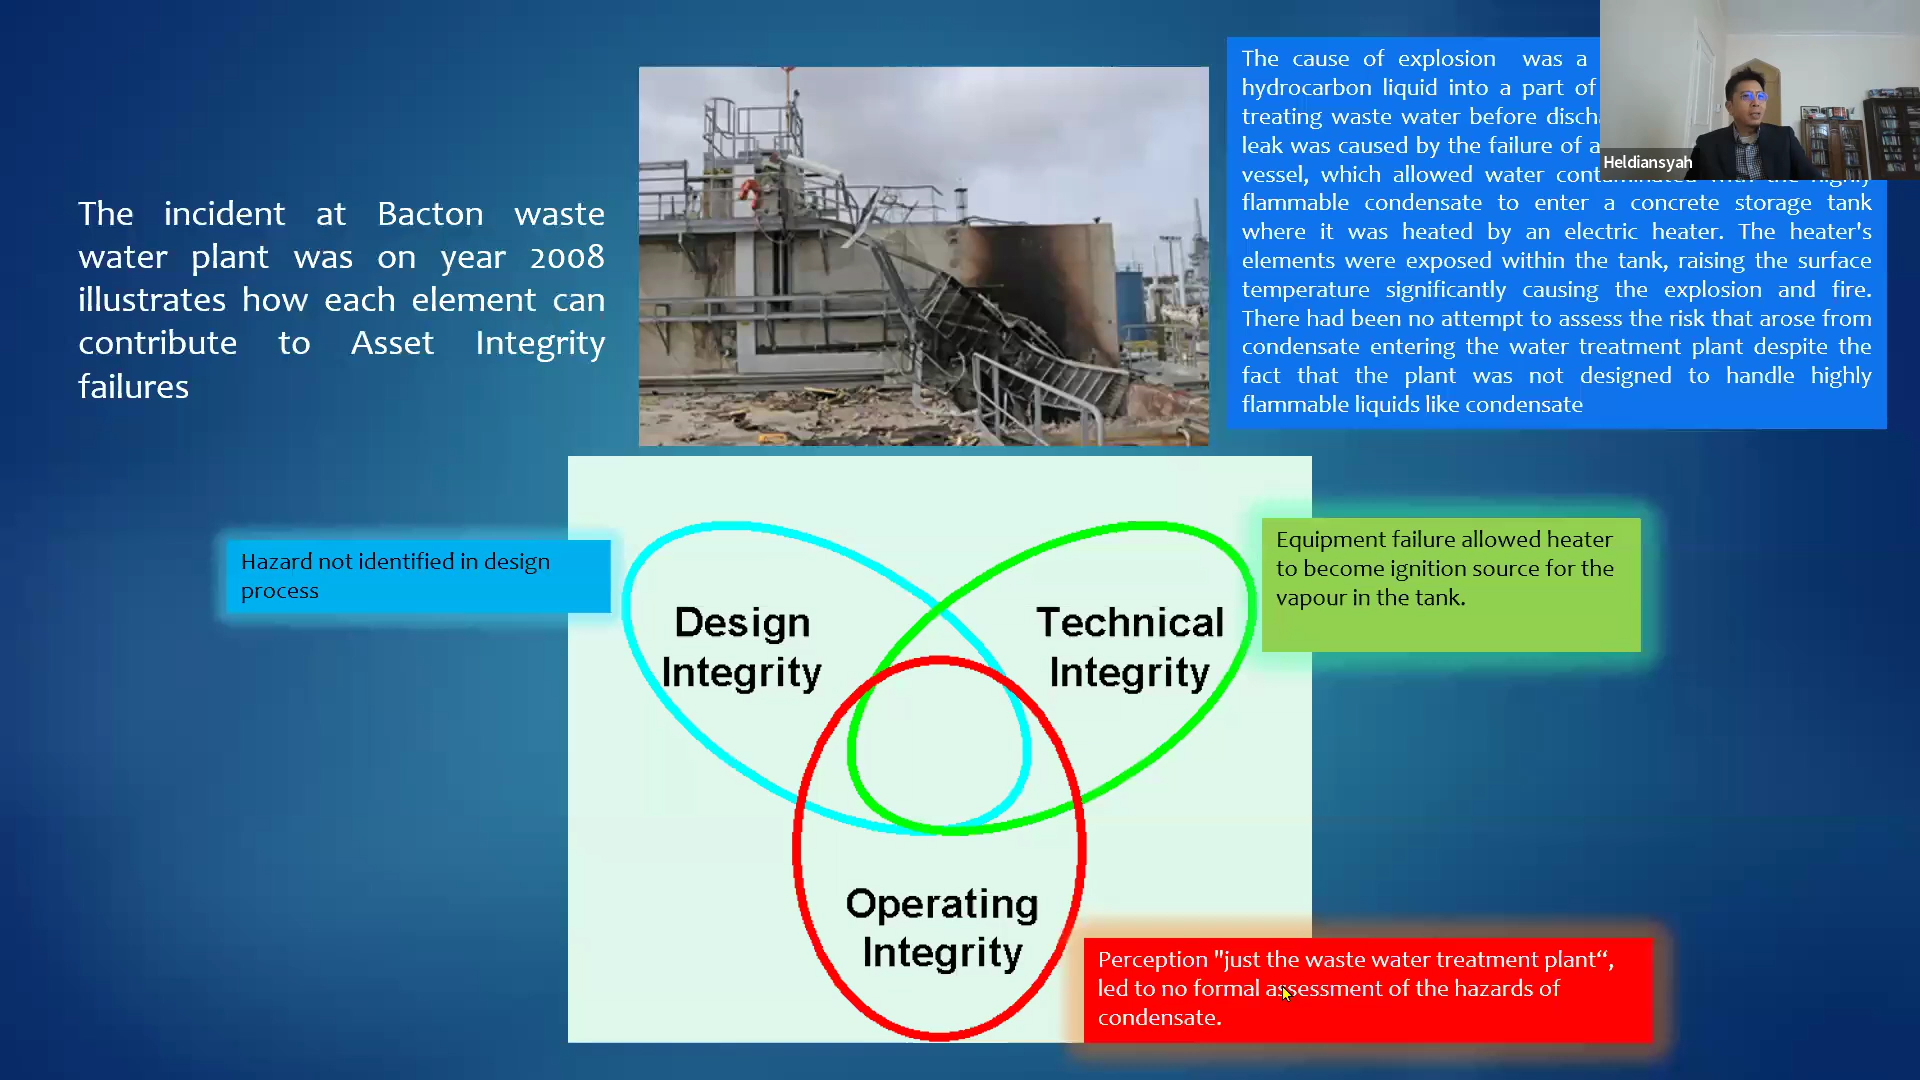 The incident at Bacton waste
water plant was on year 2008
illustrates how each element can
contribute to Asset Integrity
failures
The cause of explosion was a
hydrocarbon liquid into a part of
treating waste water before
leak was caused by the failure of a
vessel, which allowed water
flammable condensate to enter a concrete storage tank
where it was heated by an electric heater. The heater's
elements were exposed within the tank, raising the surface
temperature significantly causing the explosion and fire.
There had been no attempt to assess the risk that arose from
condensate entering the water treatment plant despite the
fact that the plant was not designed to handle highly
flammable liquids like condensate
Heldiansyah
Hazard not identified in design
process
Equipment failure allowed heater
to become ignition source for the
vapour in the tank.
Design
Integrity
Technical
Integrity
Operating
Integrity
Perception "just the waste water treatment plant“,
led to no formal assessment of the hazards of
condensate.